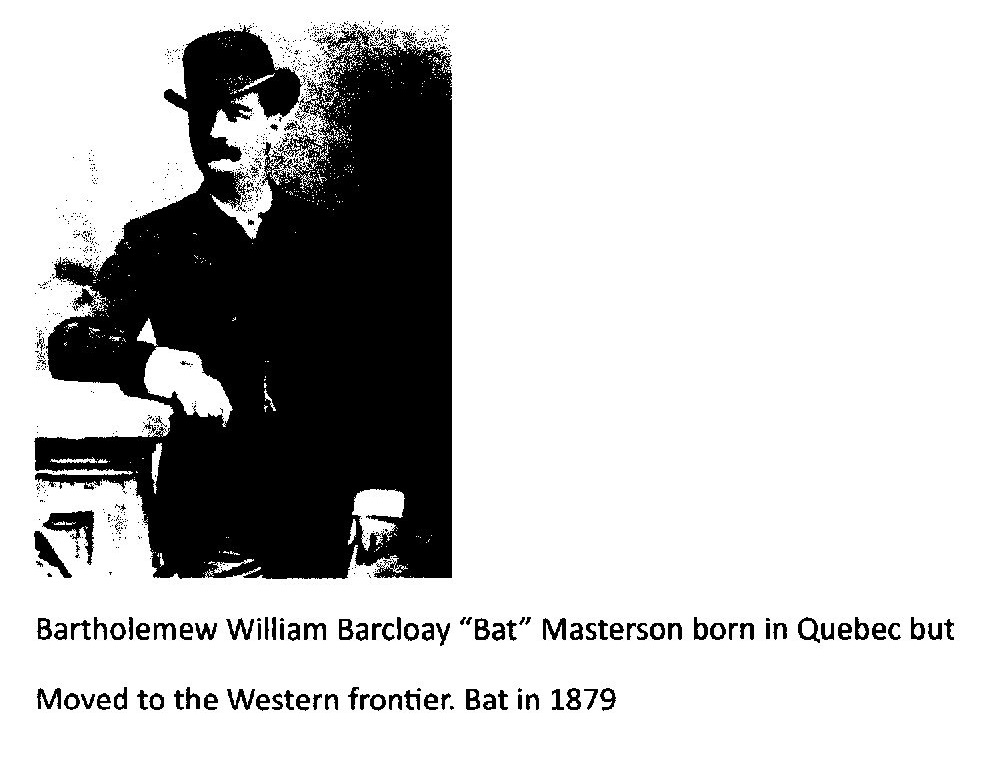 Bartholemew William Barcloay “Bat” Masterson born in Quebec but
Moved to the Western frontier. Bat in 1879